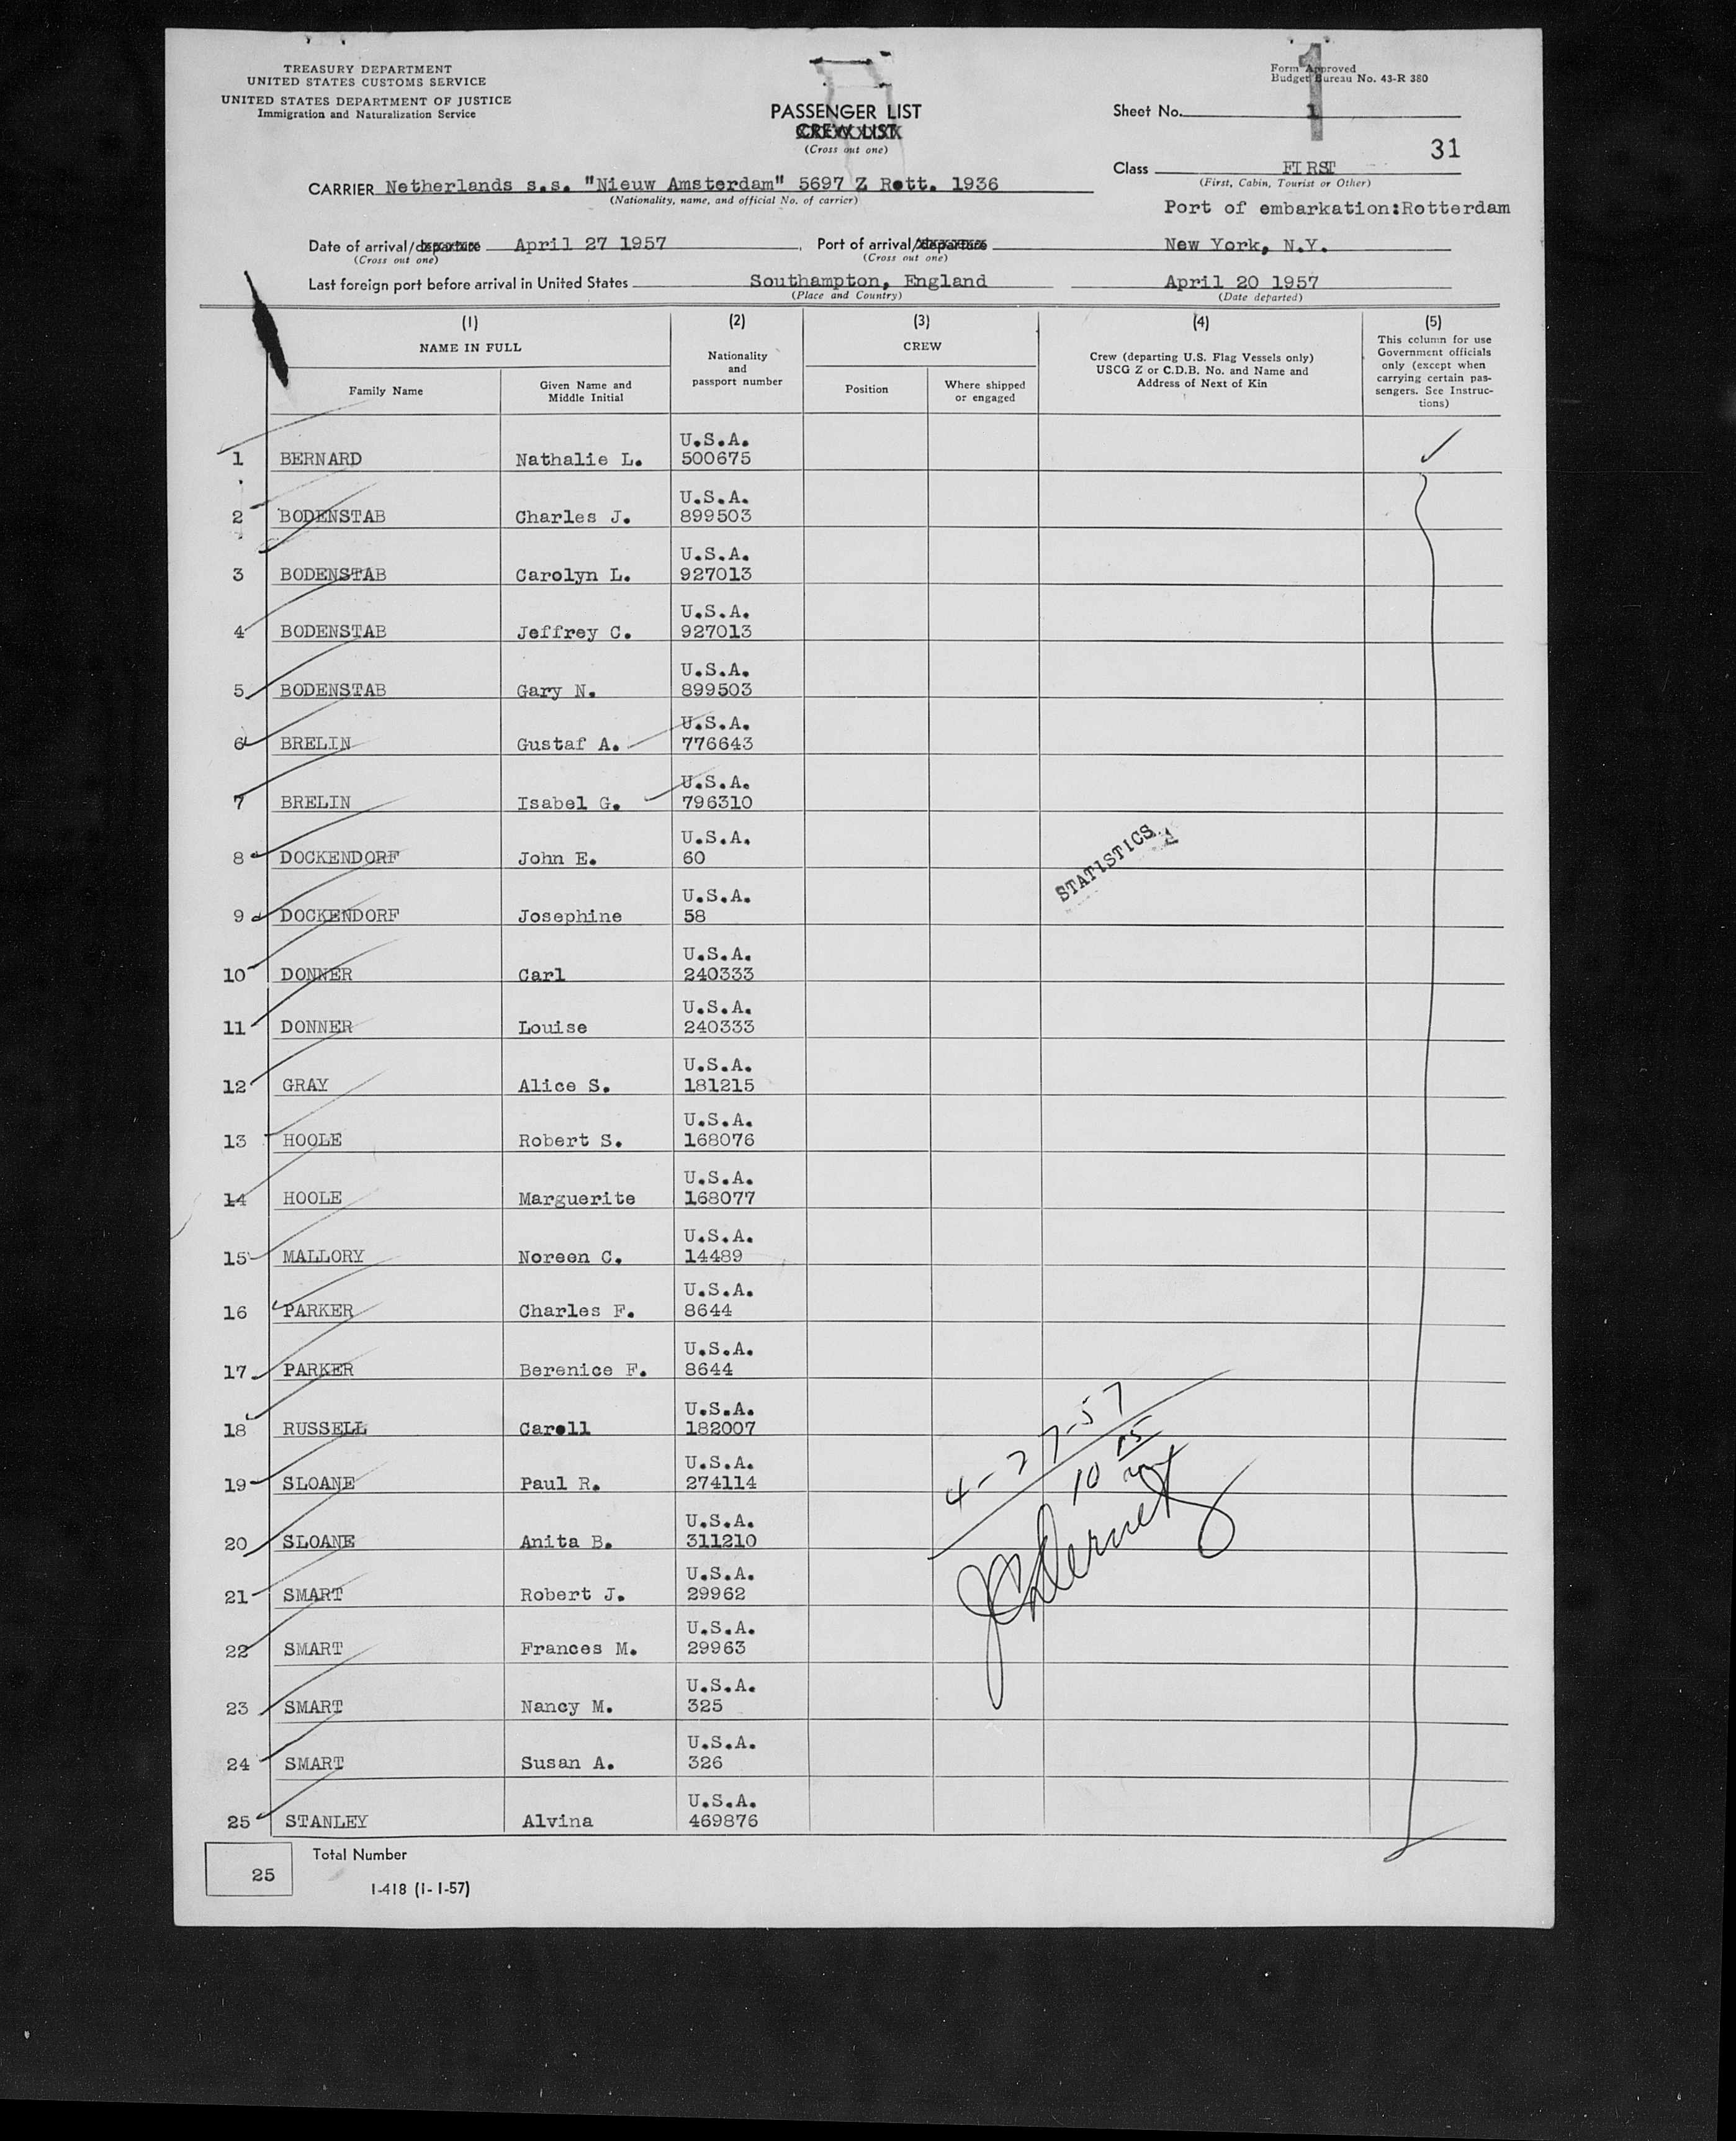 TREASURY DEPARTMENT
UNITED STATES CUSTOMS SERVICE
UNITED STATES DEPARTMENT OF JUSTICE
Immigration and Naturalization Service
PASSENGER LIST
CREW LIST
(Cross out one)
Form Approved
Budget Bureau No. 43-R 380
1
Sheet No. 1
31
Class FIRST
(First, Cabin, Tourist or Other)
CARRIER Netherlands s.s. "Nieuw Amsterdam" 5697 Z Rott. 1936
(Nationality, name, and official No. of carrier)
Port of embarkation:Rotterdam
Date of arrival/departure April 27 1957, Port of arrival/departure New York, N.Y.
(Cross out one) (Cross out one)
Last foreign port before arrival in United States Southampton, England April 20 1957
(Place and Country) (Date departed)
(1) (2) (3) (4) (5)
NAME IN FULL
Family Name
Given Name and Middle Initial
Nationality and passport number
CREW
Position
Where shipped or engaged
Crew (departing U.S. Flag Vessels only)
USCG Z or C.D.B. No. and Name and
Address of Next of Kin
This column for use
Government officials
only (except when
carrying certain pas-
sengers. See Instruc-
tions)
U.S.A.
1 BERNARD Nathalie L. 500675
U.S.A.
2 BODENSTAB Charles J. 899503
U.S.A.
3 BODENSTAB Carolyn L. 927013
U.S.A.
4 BODENSTAB Jeffrey C. 927013
U.S.A.
5 BODENSTAB Gary N. 899503
U.S.A.
6 BRELIN Gustaf A. 776643
U.S.A.
7 BRELIN Isabel G. 796310
U.S.A.
8 DOCKENDORF John E. 60
STATISTICS
U.S.A.
9 DOCKENDORF Josephine 58
U.S.A.
10 DONNER Carl 240333
U.S.A.
11 DONNER Louise 240333
U.S.A.
12 GRAY Alice S. 181215
U.S.A.
13 HOOLE Robert S. 168076
U.S.A.
14 HOOLE Marguerite 168077
U.S.A.
15 MALLORY Noreen C. 14489
U.S.A.
16 PARKER Charles F. 8644
U.S.A.
17 PARKER Berenice F. 8644
U.S.A.
18 RUSSELL Caroll 182007
4-27-57
U.S.A.
19 SLOANE Paul R. 274114
10 15
U.S.A.
20 SLOANE Anita B. 311210
U.S.A.
21 SMART Robert J. 29962
U.S.A.
22 SMART Frances M. 29963
U.S.A.
23 SMART Nancy M. 325
U.S.A.
24 SMART Susan A. 326
U.S.A.
25 STANLEY Alvina 469876
25 Total Number
I-418 (1-1-57)